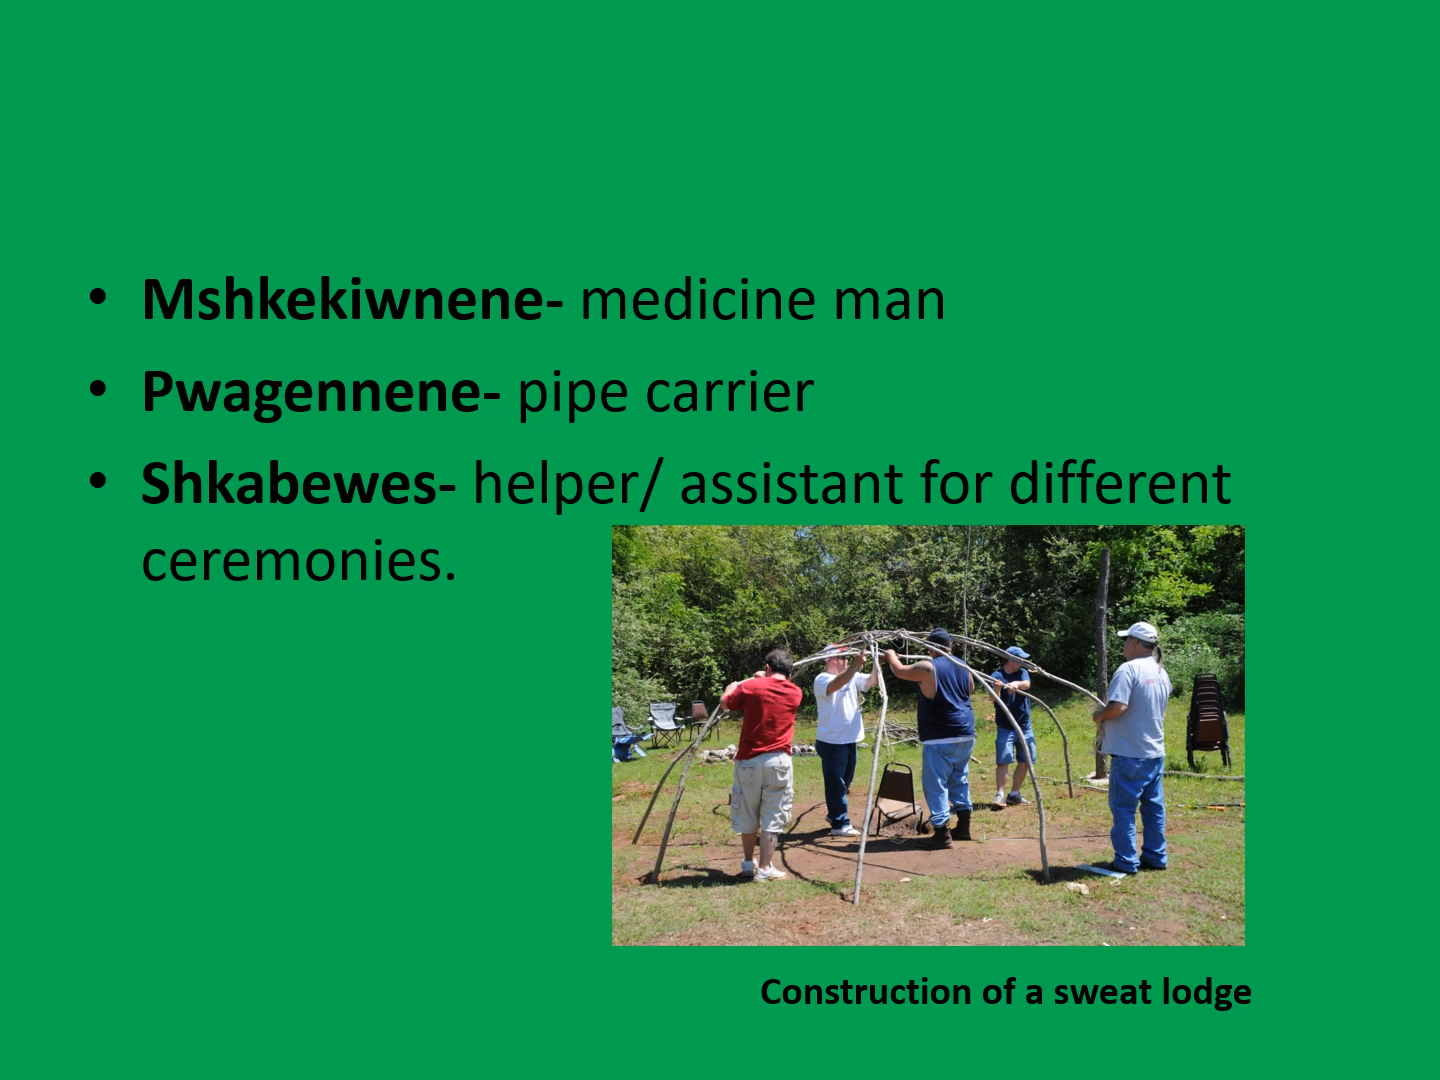 • Mshkekiwnene- medicine man
• Pwagennene- pipe carrier
• Shkabewes- helper/ assistant for different
ceremonies.
Construction of a sweat lodge